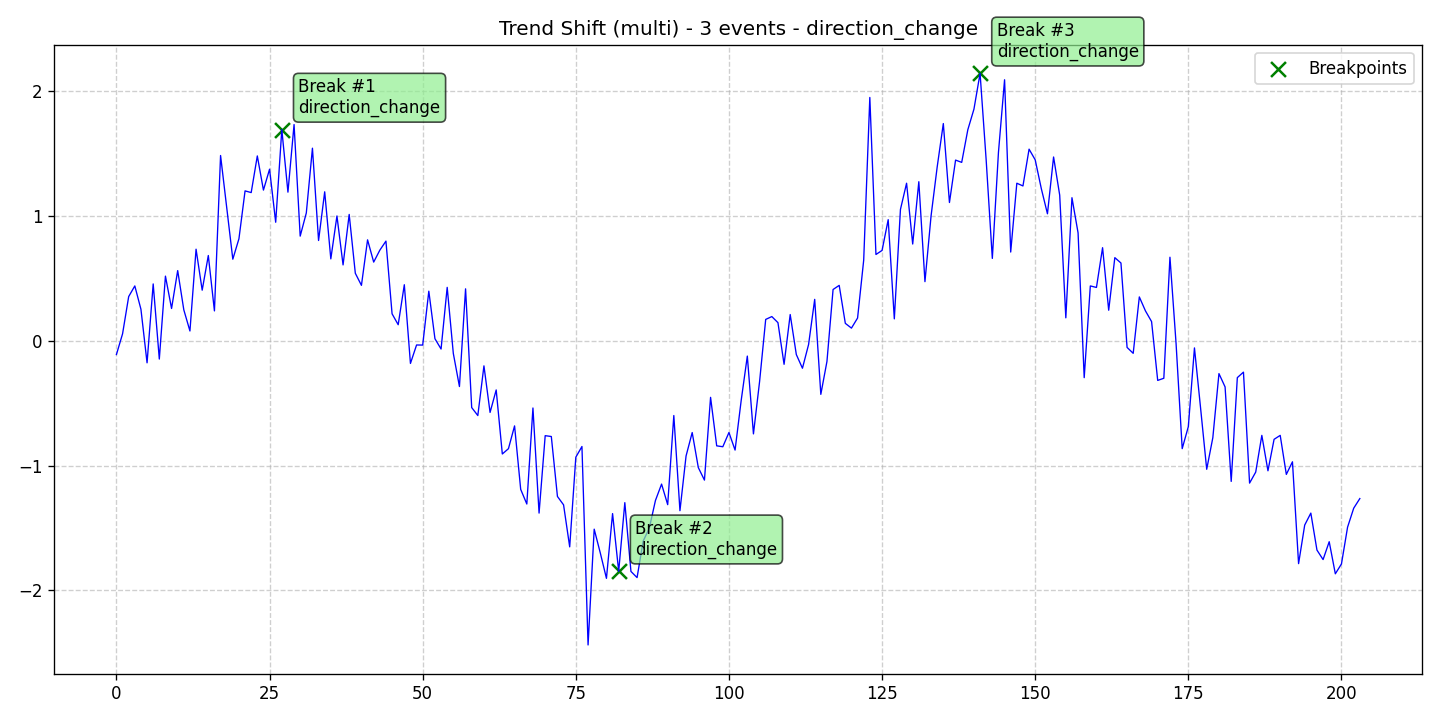 Trend Shift (multi) - 3 events - direction_change
Break #3
direction_change
Breakpoints
Break #1
direction_change
Break #2
direction_change
2
1
0
−1
−2
0
25
50
75
100
125
150
175
200